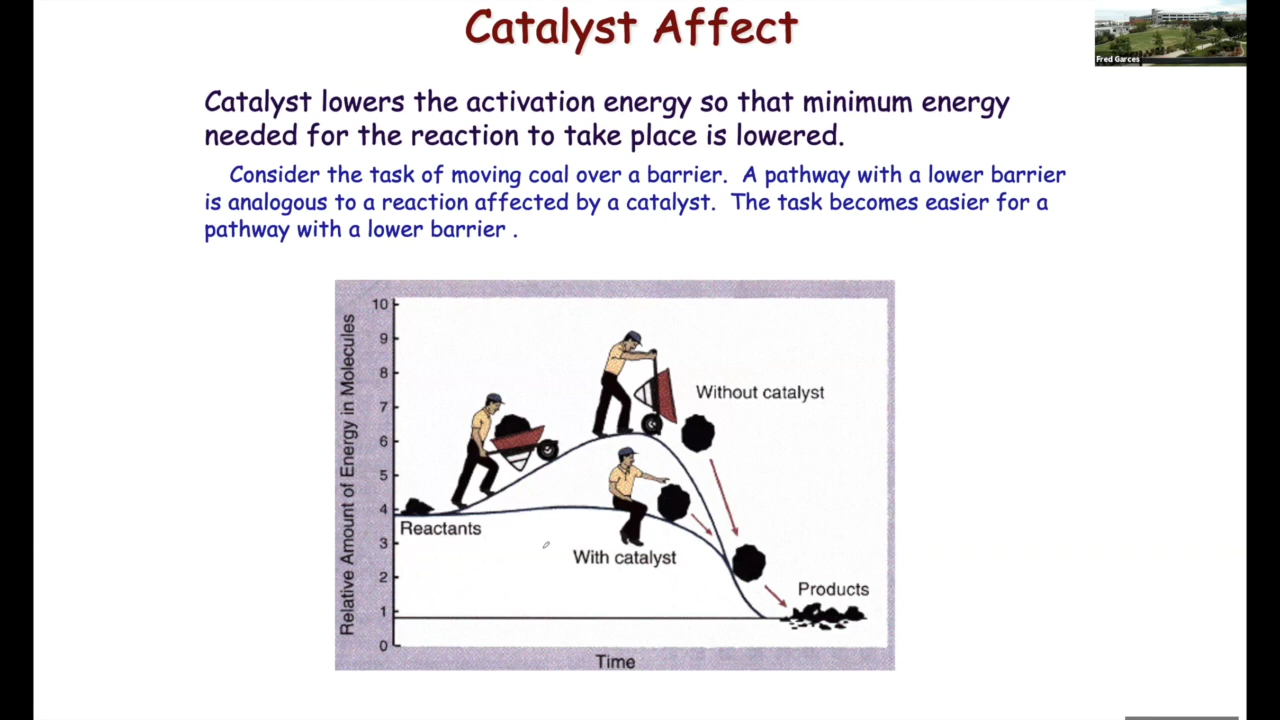 Catalyst Affect
Fred Garces
Catalyst lowers the activation energy so that minimum energy
needed for the reaction to take place is lowered.
Consider the task of moving coal over a barrier. A pathway with a lower barrier
is analogous to a reaction affected by a catalyst. The task becomes easier for a
pathway with a lower barrier .
Relative Amount of Energy in Molecules
10
9
8
7
6
5
4
3
2
1
0
Without catalyst
Reactants
With catalyst
Products
Time